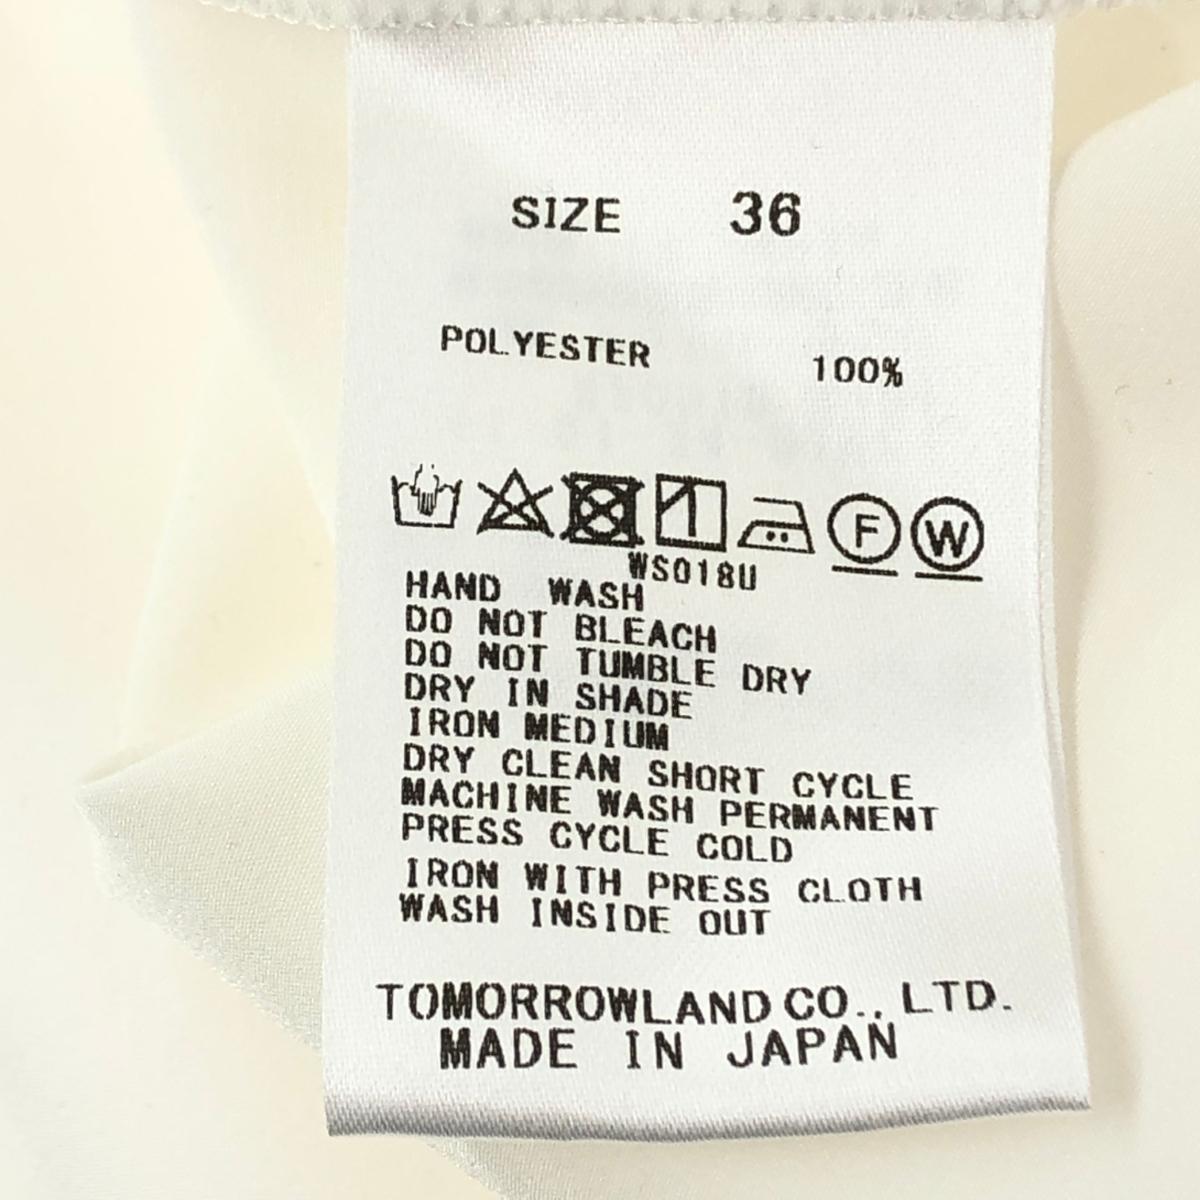 SIZE 36
POLYESTER 100%
F W
WS018U
HAND WASH
DO NOT BLEACH
DO NOT TUMBLE DRY
DRY IN SHADE
IRON MEDIUM
DRY CLEAN SHORT CYCLE
MACHINE WASH PERMANENT
PRESS CYCLE COLD
IRON WITH PRESS CLOTH
WASH INSIDE OUT
TOMORROWLAND CO., LTD.
MADE IN JAPAN